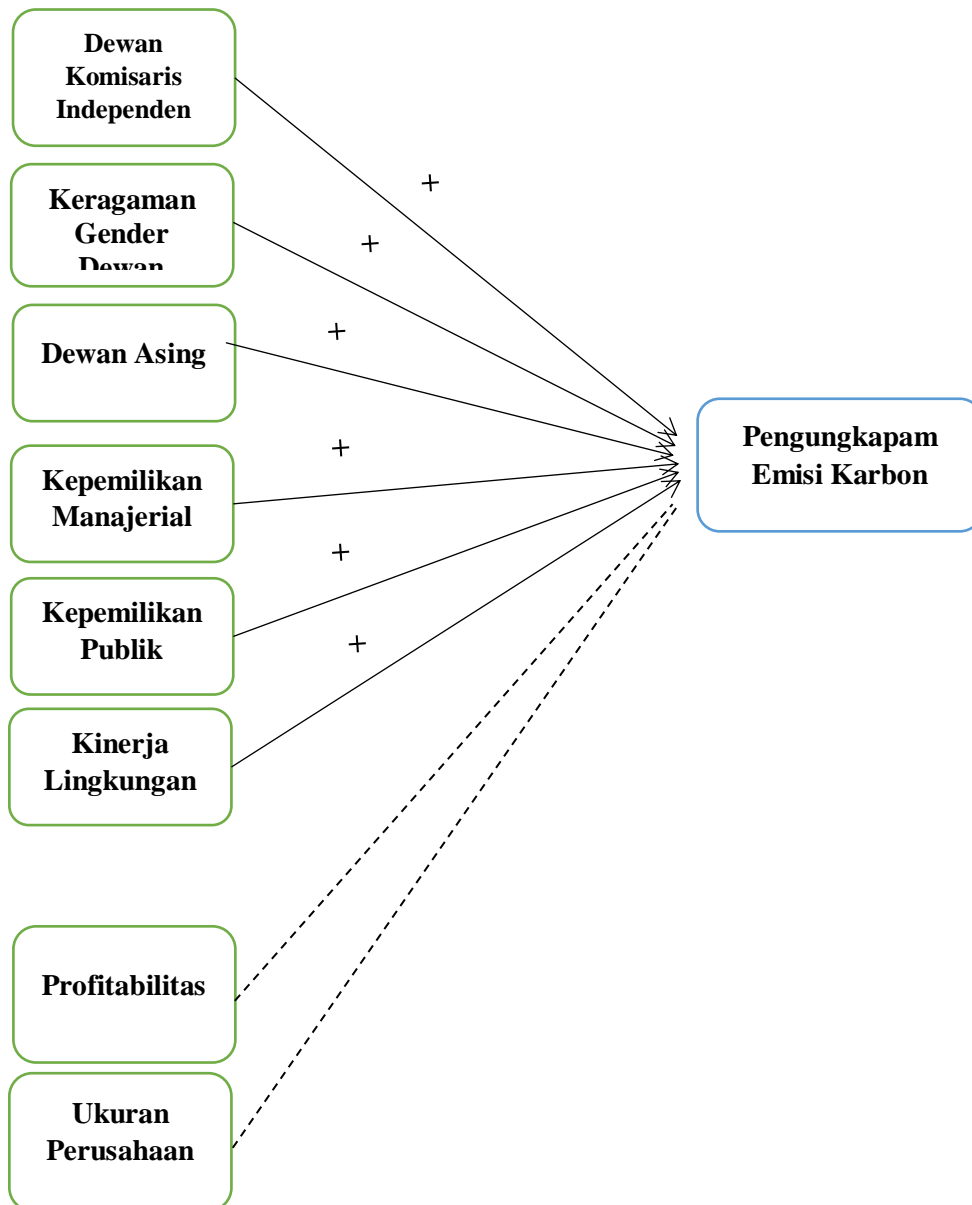 Dewan
Komisaris
Independen
+
Keragaman
Gender
Dewan
+
+
Dewan Asing
Pengungkapam
Emisi Karbon
+
Kepemilikan
Manajerial
+
Kepemilikan
Publik
+
Kinerja
Lingkungan
Profitabilitas
Ukuran
Perusahaan